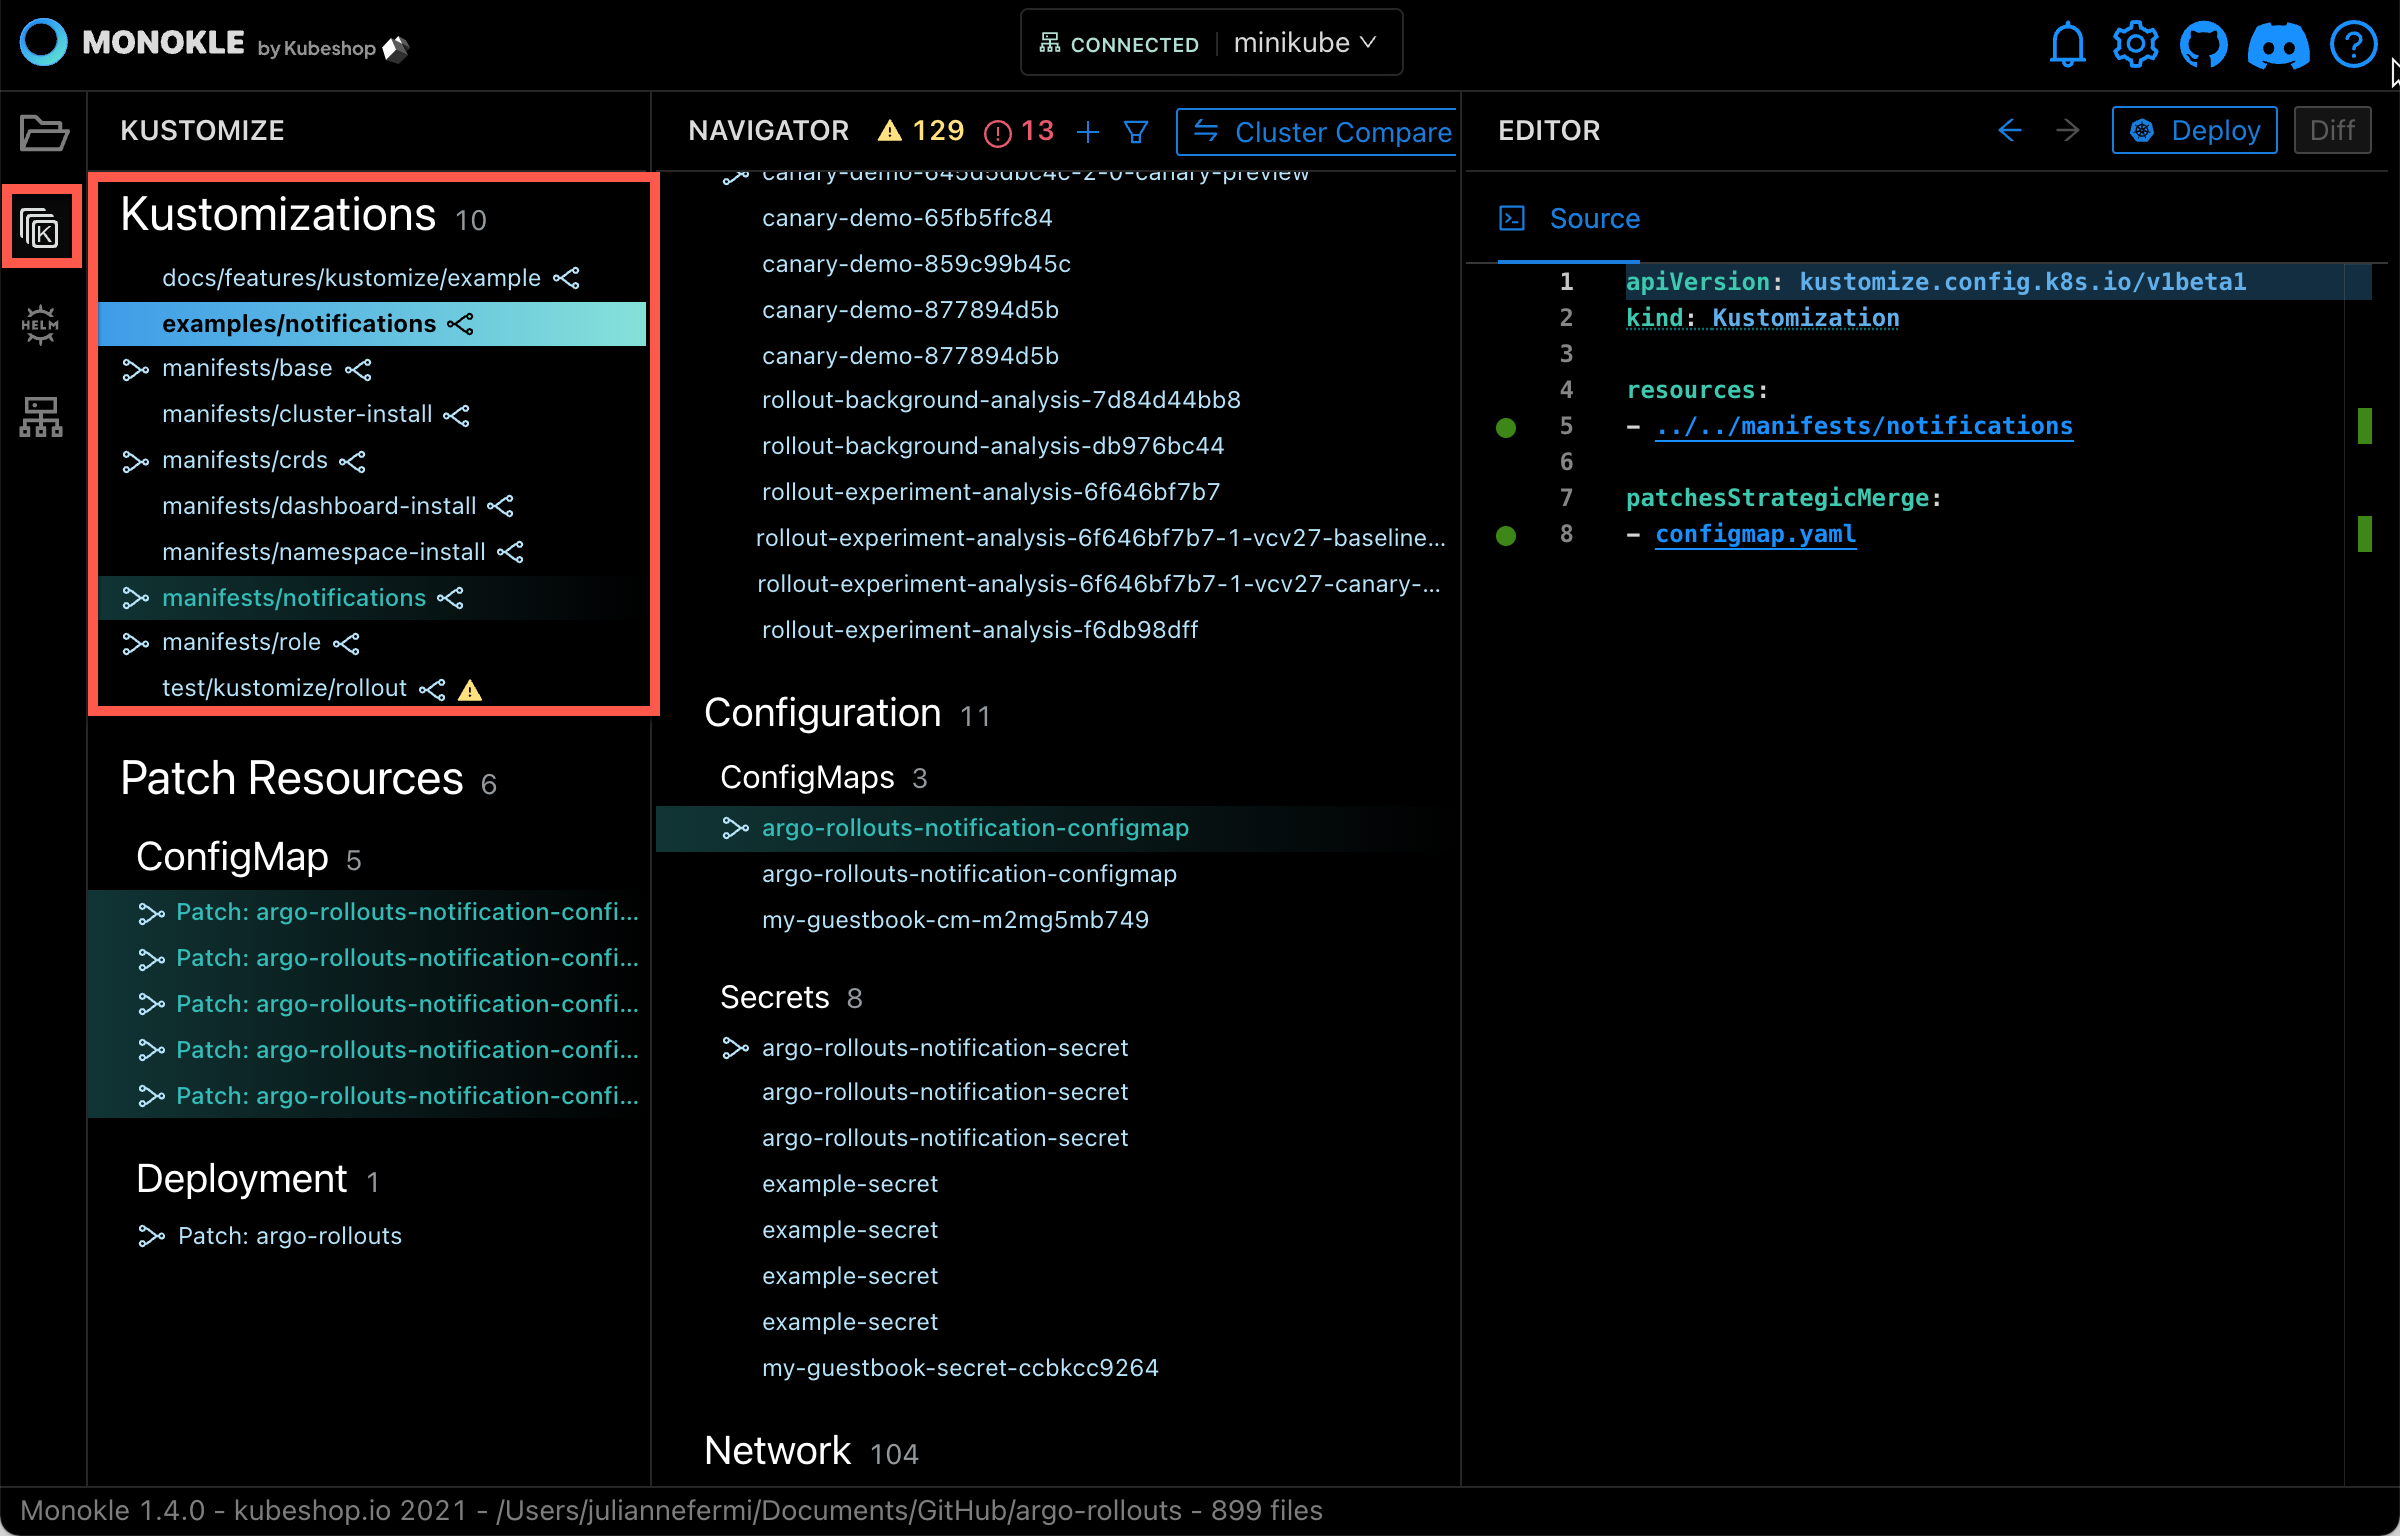 MONOKLE by Kubeshop
CONNECTED minikube
KUSTOMIZE
Kustomizations 10
docs/features/kustomize/example
examples/notifications
manifests/base
manifests/cluster-install
manifests/crds
manifests/dashboard-install
manifests/namespace-install
manifests/notifications
manifests/role
test/kustomize/rollout
Patch Resources 6
ConfigMap 5
Patch: argo-rollouts-notification-confi...
Patch: argo-rollouts-notification-confi...
Patch: argo-rollouts-notification-confi...
Patch: argo-rollouts-notification-confi...
Patch: argo-rollouts-notification-confi...
Deployment 1
Patch: argo-rollouts
K
HELM
NAVIGATOR 129 13 Cluster Compare
canary-demo-645d5dbc4c-2-0-canary-preview
canary-demo-65fb5ffc84
canary-demo-859c99b45c
canary-demo-877894d5b
canary-demo-877894d5b
rollout-background-analysis-7d84d44bb8
rollout-background-analysis-db976bc44
rollout-experiment-analysis-6f646bf7b7
rollout-experiment-analysis-6f646bf7b7-1-vcv27-baseline...
rollout-experiment-analysis-6f646bf7b7-1-vcv27-canary-...
rollout-experiment-analysis-f6db98dff
Configuration 11
ConfigMaps 3
argo-rollouts-notification-configmap
argo-rollouts-notification-configmap
my-guestbook-cm-m2mg5mb749
Secrets 8
argo-rollouts-notification-secret
argo-rollouts-notification-secret
argo-rollouts-notification-secret
example-secret
example-secret
example-secret
example-secret
my-guestbook-secret-ccbkcc9264
Network 104
EDITOR Deploy Diff
Source
1 apiVersion: kustomize.config.k8s.io/v1beta1
2 kind: Kustomization
3
4 resources:
5 - ../../manifests/notifications
6
7 patchesStrategicMerge:
8 - configmap.yaml
Monokle 1.4.0 - kubeshop.io 2021 - /Users/juliannefermi/Documents/GitHub/argo-rollouts - 899 files